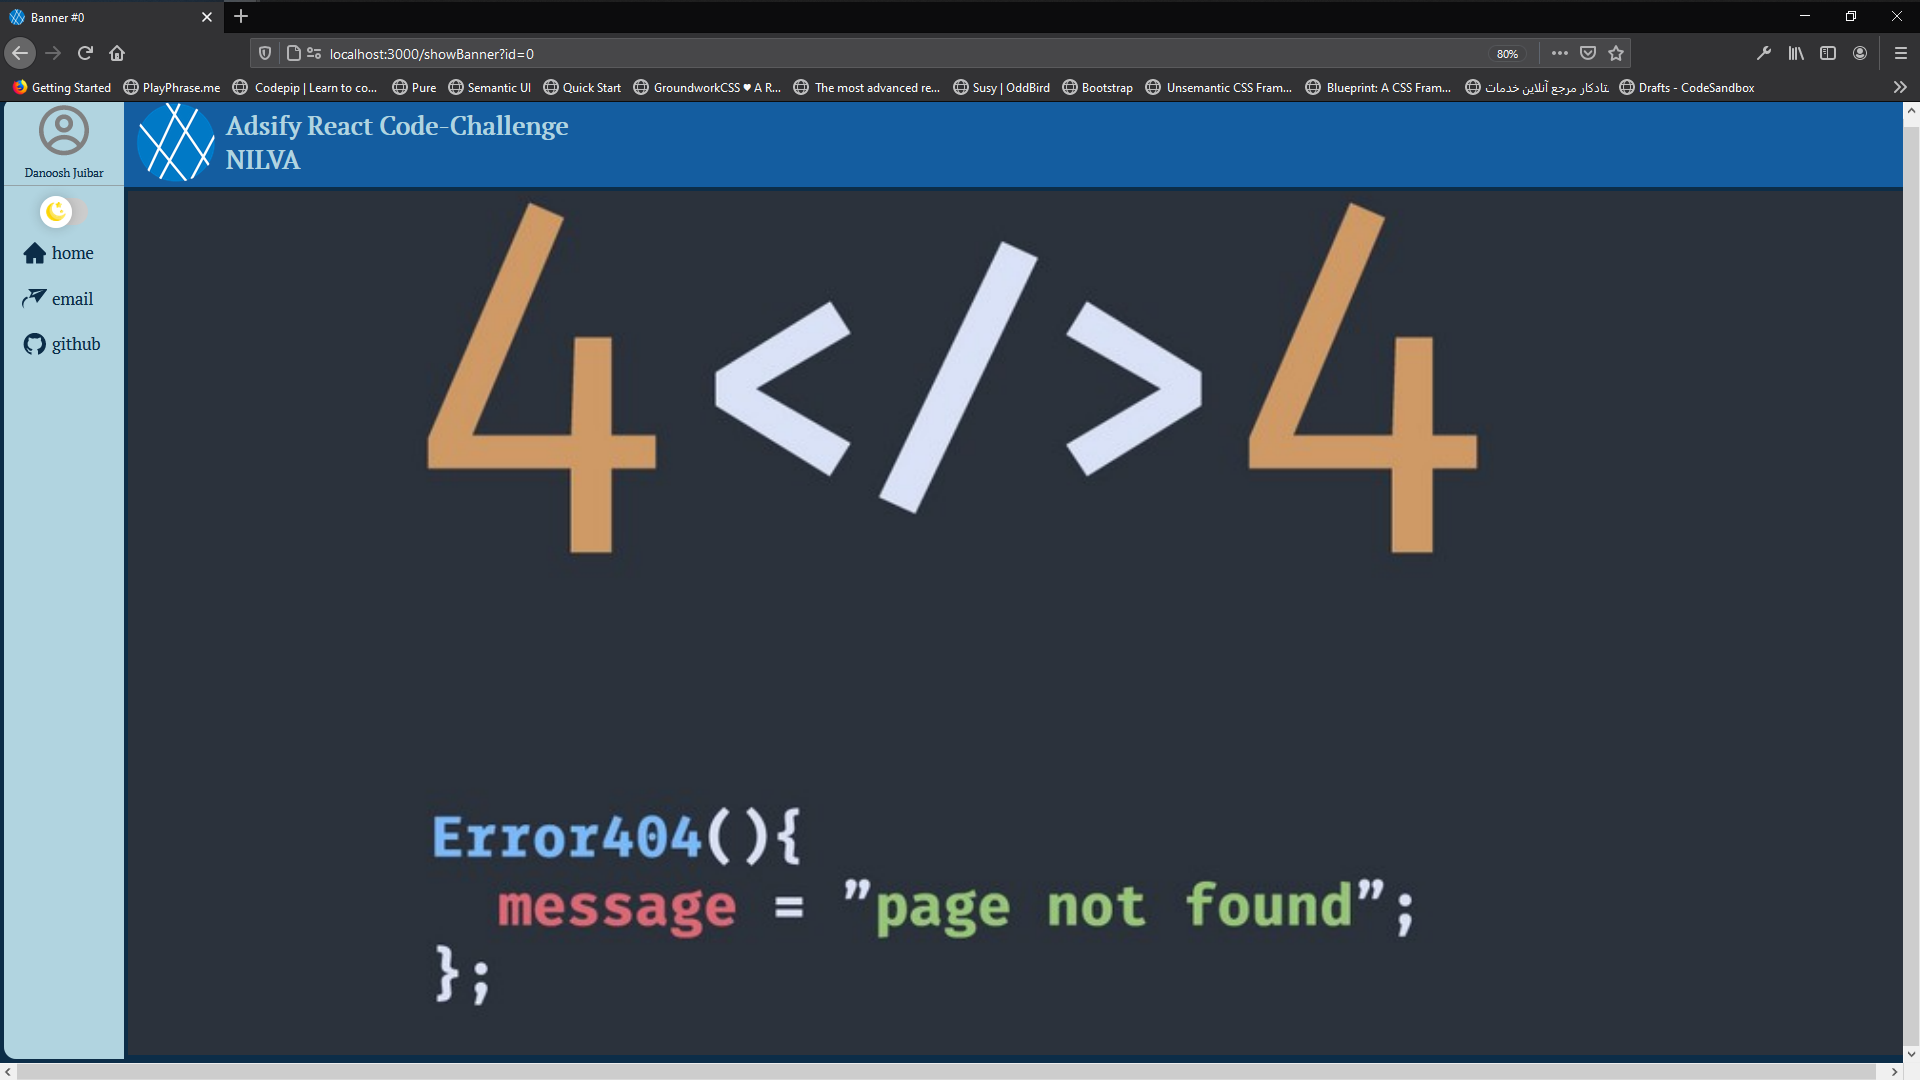 Banner #0
localhost:3000/showBanner?id=0
80%
Getting Started
PlayPhrase.me
Codepip | Learn to co...
Pure
Semantic UI
Quick Start
GroundworkCSS ♥ A R...
The most advanced re...
Susy | OddBird
Bootstrap
Unsemantic CSS Fram...
Blueprint: A CSS Fram...
ستادکار مرجع آنلاین خدمات
Drafts - CodeSandbox
Danoosh Juibar
home
email
github
Adsify React Code-Challenge
NILVA
4</>4
Error404(){
message = ”page not found”;
};